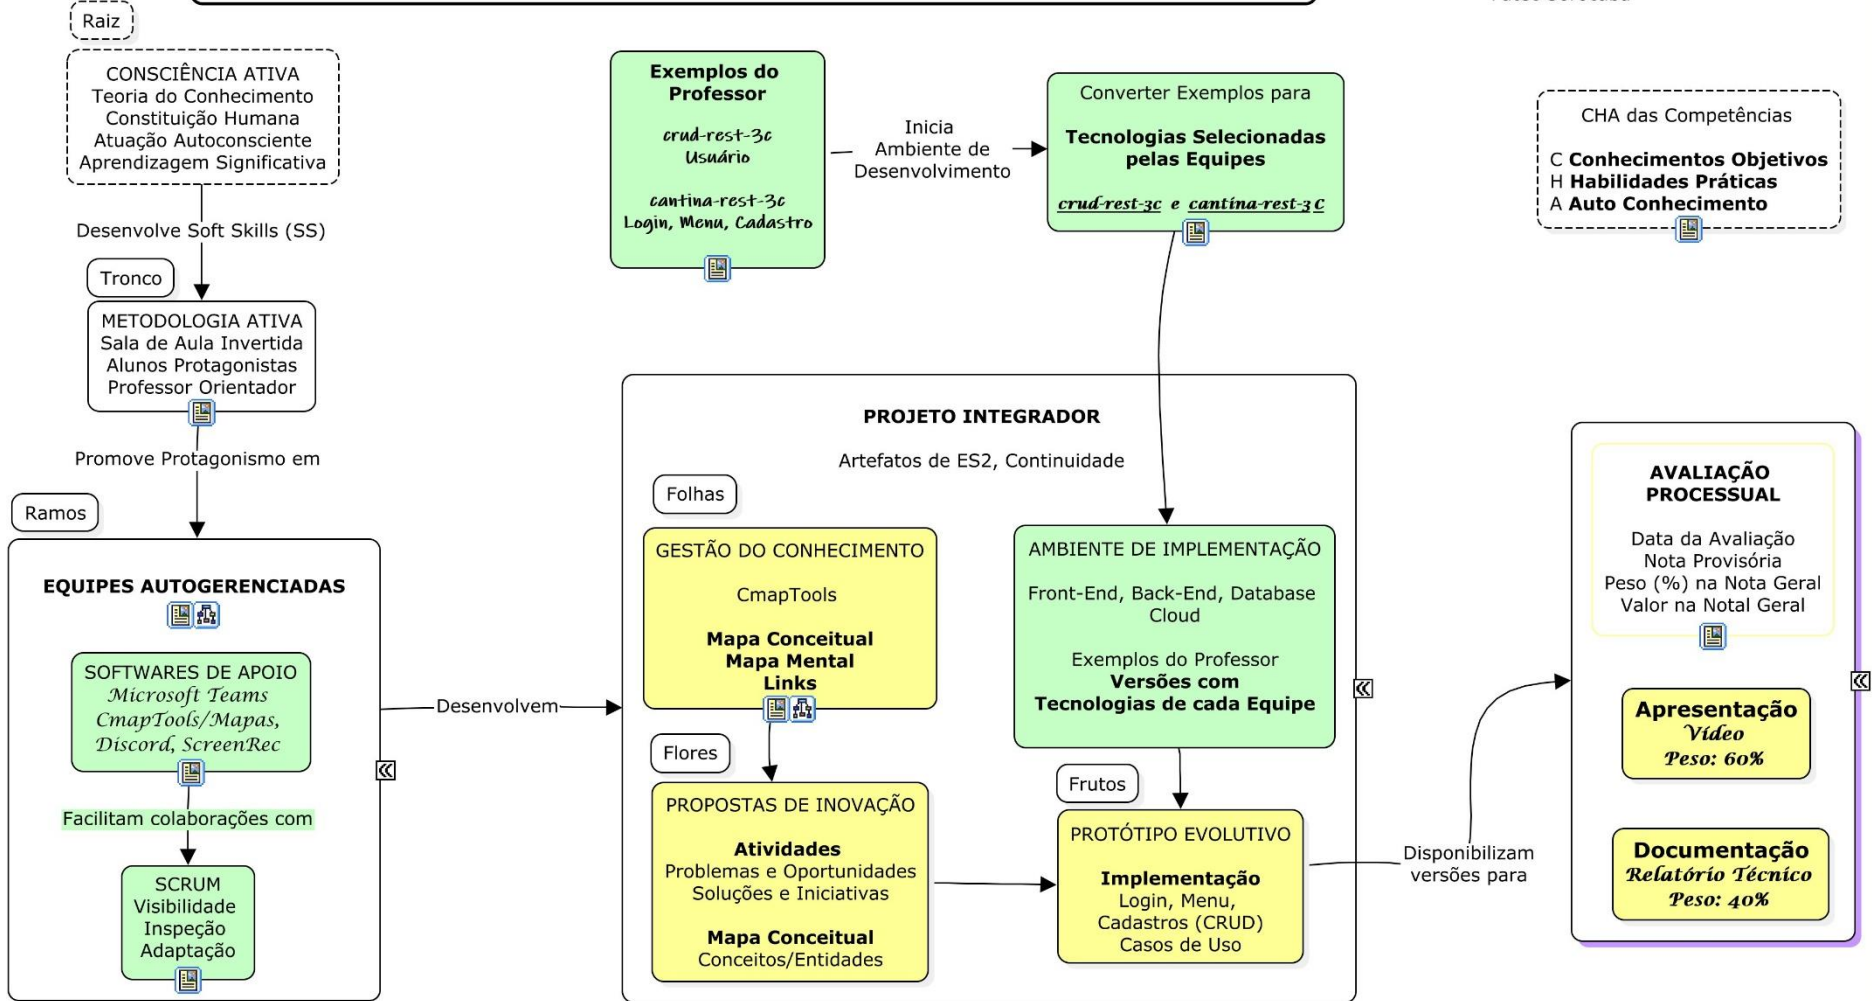 Raiz
CONSCIÊNCIA ATIVA
Teoria do Conhecimento
Constituição Humana
Atuação Autoconsciente
Aprendizagem Significativa
Desenvolve Soft Skills (SS)
Tronco
METODOLOGIA ATIVA
Sala de Aula Invertida
Alunos Protagonistas
Professor Orientador
Promove Protagonismo em
Ramos
EQUIPES AUTOGERENCIADAS
SOFTWARES DE APOIO
Microsoft Teams
CmapTools/Mapas,
Discord, ScreenRec
Facilitam colaborações com
SCRUM
Visibilidade
Inspeção
Adaptação
Desenvolvem
Exemplos do
Professor
crud-rest-3c
Usuário
cantina-rest-3c
Login, Menu, Cadastro
Inicia
Ambiente de
Desenvolvimento
Converter Exemplos para
Tecnologias Selecionadas
pelas Equipes
crud-rest-3c e cantina-rest-3C
CHA das Competências
C Conhecimentos Objetivos
H Habilidades Práticas
A Auto Conhecimento
PROJETO INTEGRADOR
Artefatos de ES2, Continuidade
Folhas
GESTÃO DO CONHECIMENTO
CmapTools
Mapa Conceitual
Mapa Mental
Links
Flores
PROPOSTAS DE INOVAÇÃO
Atividades
Problemas e Oportunidades
Soluções e Iniciativas
Mapa Conceitual
Conceitos/Entidades
AMBIENTE DE IMPLEMENTAÇÃO
Front-End, Back-End, Database
Cloud
Exemplos do Professor
Versões com
Tecnologias de cada Equipe
Frutos
PROTÓTIPO EVOLUTIVO
Implementação
Login, Menu,
Cadastros (CRUD)
Casos de Uso
Disponibilizam
versões para
AVALIAÇÃO
PROCESSUAL
Data da Avaliação
Nota Provisória
Peso (%) na Nota Geral
Valor na Notal Geral
Apresentação
Vídeo
Peso: 60%
Documentação
Relatório Técnico
Peso: 40%